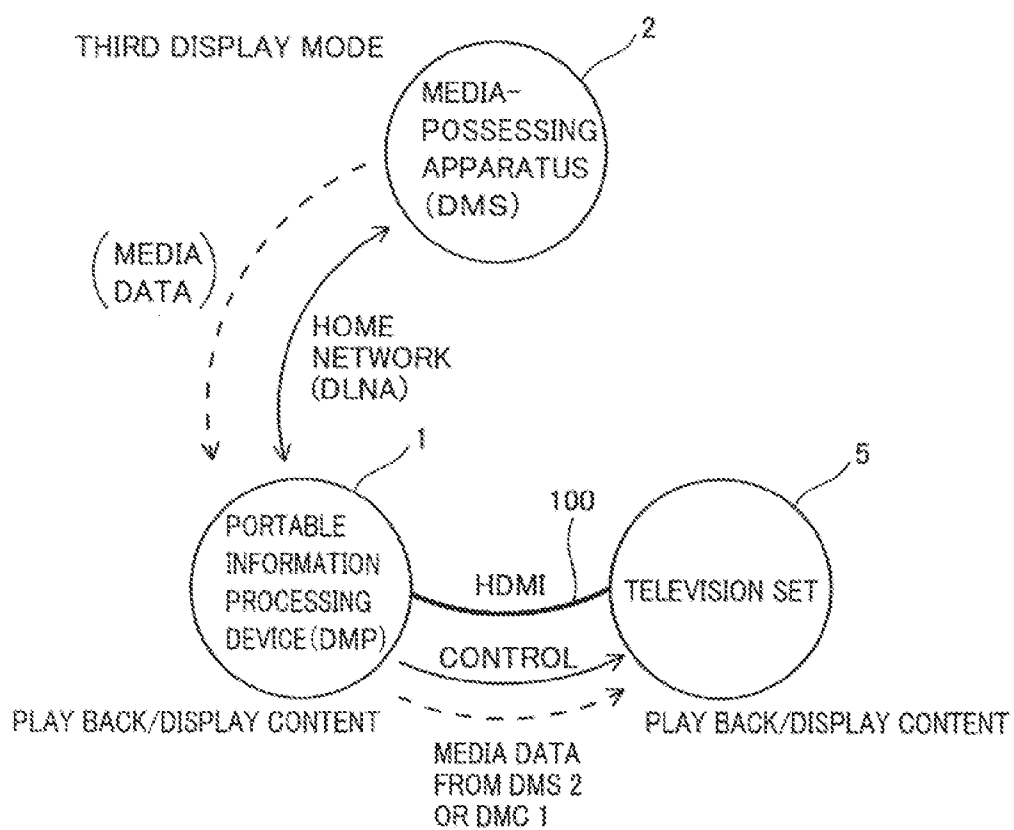 THIRD DISPLAY MODE
2
MEDIA-
POSSESSING
APPARATUS
(DMS)
(MEDIA
DATA)
HOME
NETWORK
(DLNA)
1
5
100
PORTABLE
INFORMATION
PROCESSING
DEVICE(DMP)
HDMI
TELEVISION SET
CONTROL
PLAY BACK/DISPLAY CONTENT
PLAY BACK/DISPLAY CONTENT
MEDIA DATA
FROM DMS 2
OR DMC 1